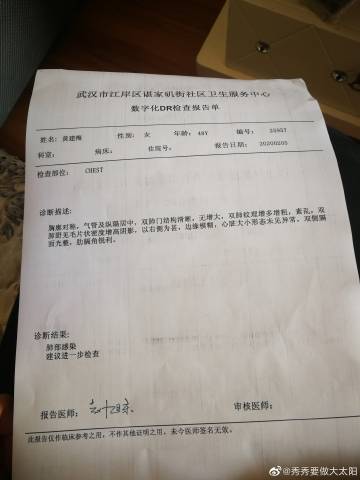 武汉市江岸区谌家矶街社区卫生服务中心
数字化DR检查报告单
姓名: 黄建梅 性别: 女 年龄: 48Y 编号: 20857
科室: 病床: 住院号: 报告日期: 20200205
检查部位: CHEST
诊断描述:
胸廓对称,气管及纵隔居中,双肺门结构清晰,无增大,双肺纹理增多增粗,紊乱,双
肺野见毛片状密度增高阴影,以右侧为甚,边缘模糊,心脏大小形态未见异常,双侧膈
面光整,肋膈角锐利。
诊断结果:
肺部感染
建议进一步检查
报告医师: 审核医师:
此报告仅作临床参考之用,不作其他证明之用,未今医师签名无效。
@秀秀要做大太阳